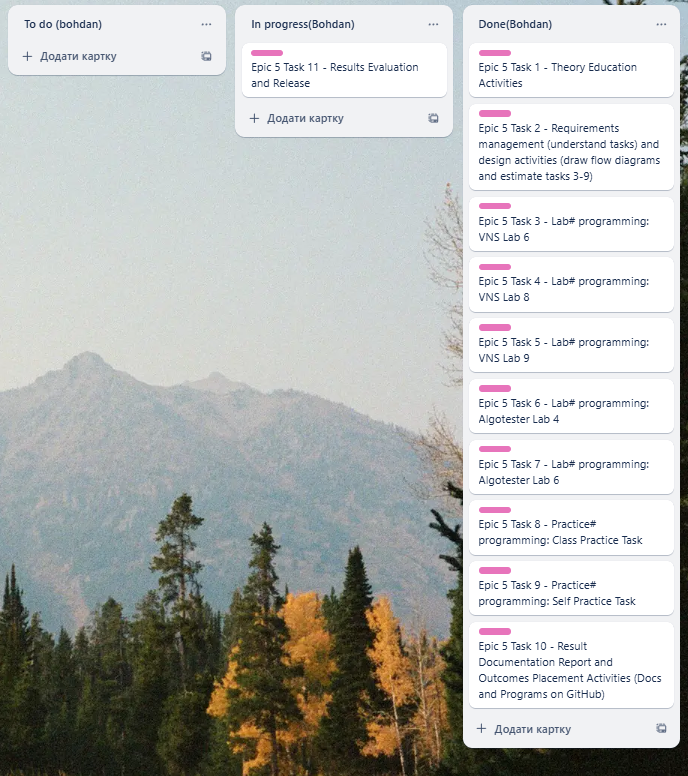 To do (bohdan)
Додати картку
In progress(Bohdan)
Epic 5 Task 11 - Results Evaluation
and Release
Додати картку
Done(Bohdan)
Epic 5 Task 1 - Theory Education
Activities
Epic 5 Task 2 - Requirements
management (understand tasks) and
design activities (draw flow diagrams
and estimate tasks 3-9)
Epic 5 Task 3 - Lab# programming:
VNS Lab 6
Epic 5 Task 4 - Lab# programming:
VNS Lab 8
Epic 5 Task 5 - Lab# programming:
VNS Lab 9
Epic 5 Task 6 - Lab# programming:
Algotester Lab 4
Epic 5 Task 7 - Lab# programming:
Algotester Lab 6
Epic 5 Task 8 - Practice#
programming: Class Practice Task
Epic 5 Task 9 - Practice#
programming: Self Practice Task
Epic 5 Task 10 - Result
Documentation Report and
Outcomes Placement Activities (Docs
and Programs on GitHub)
Додати картку